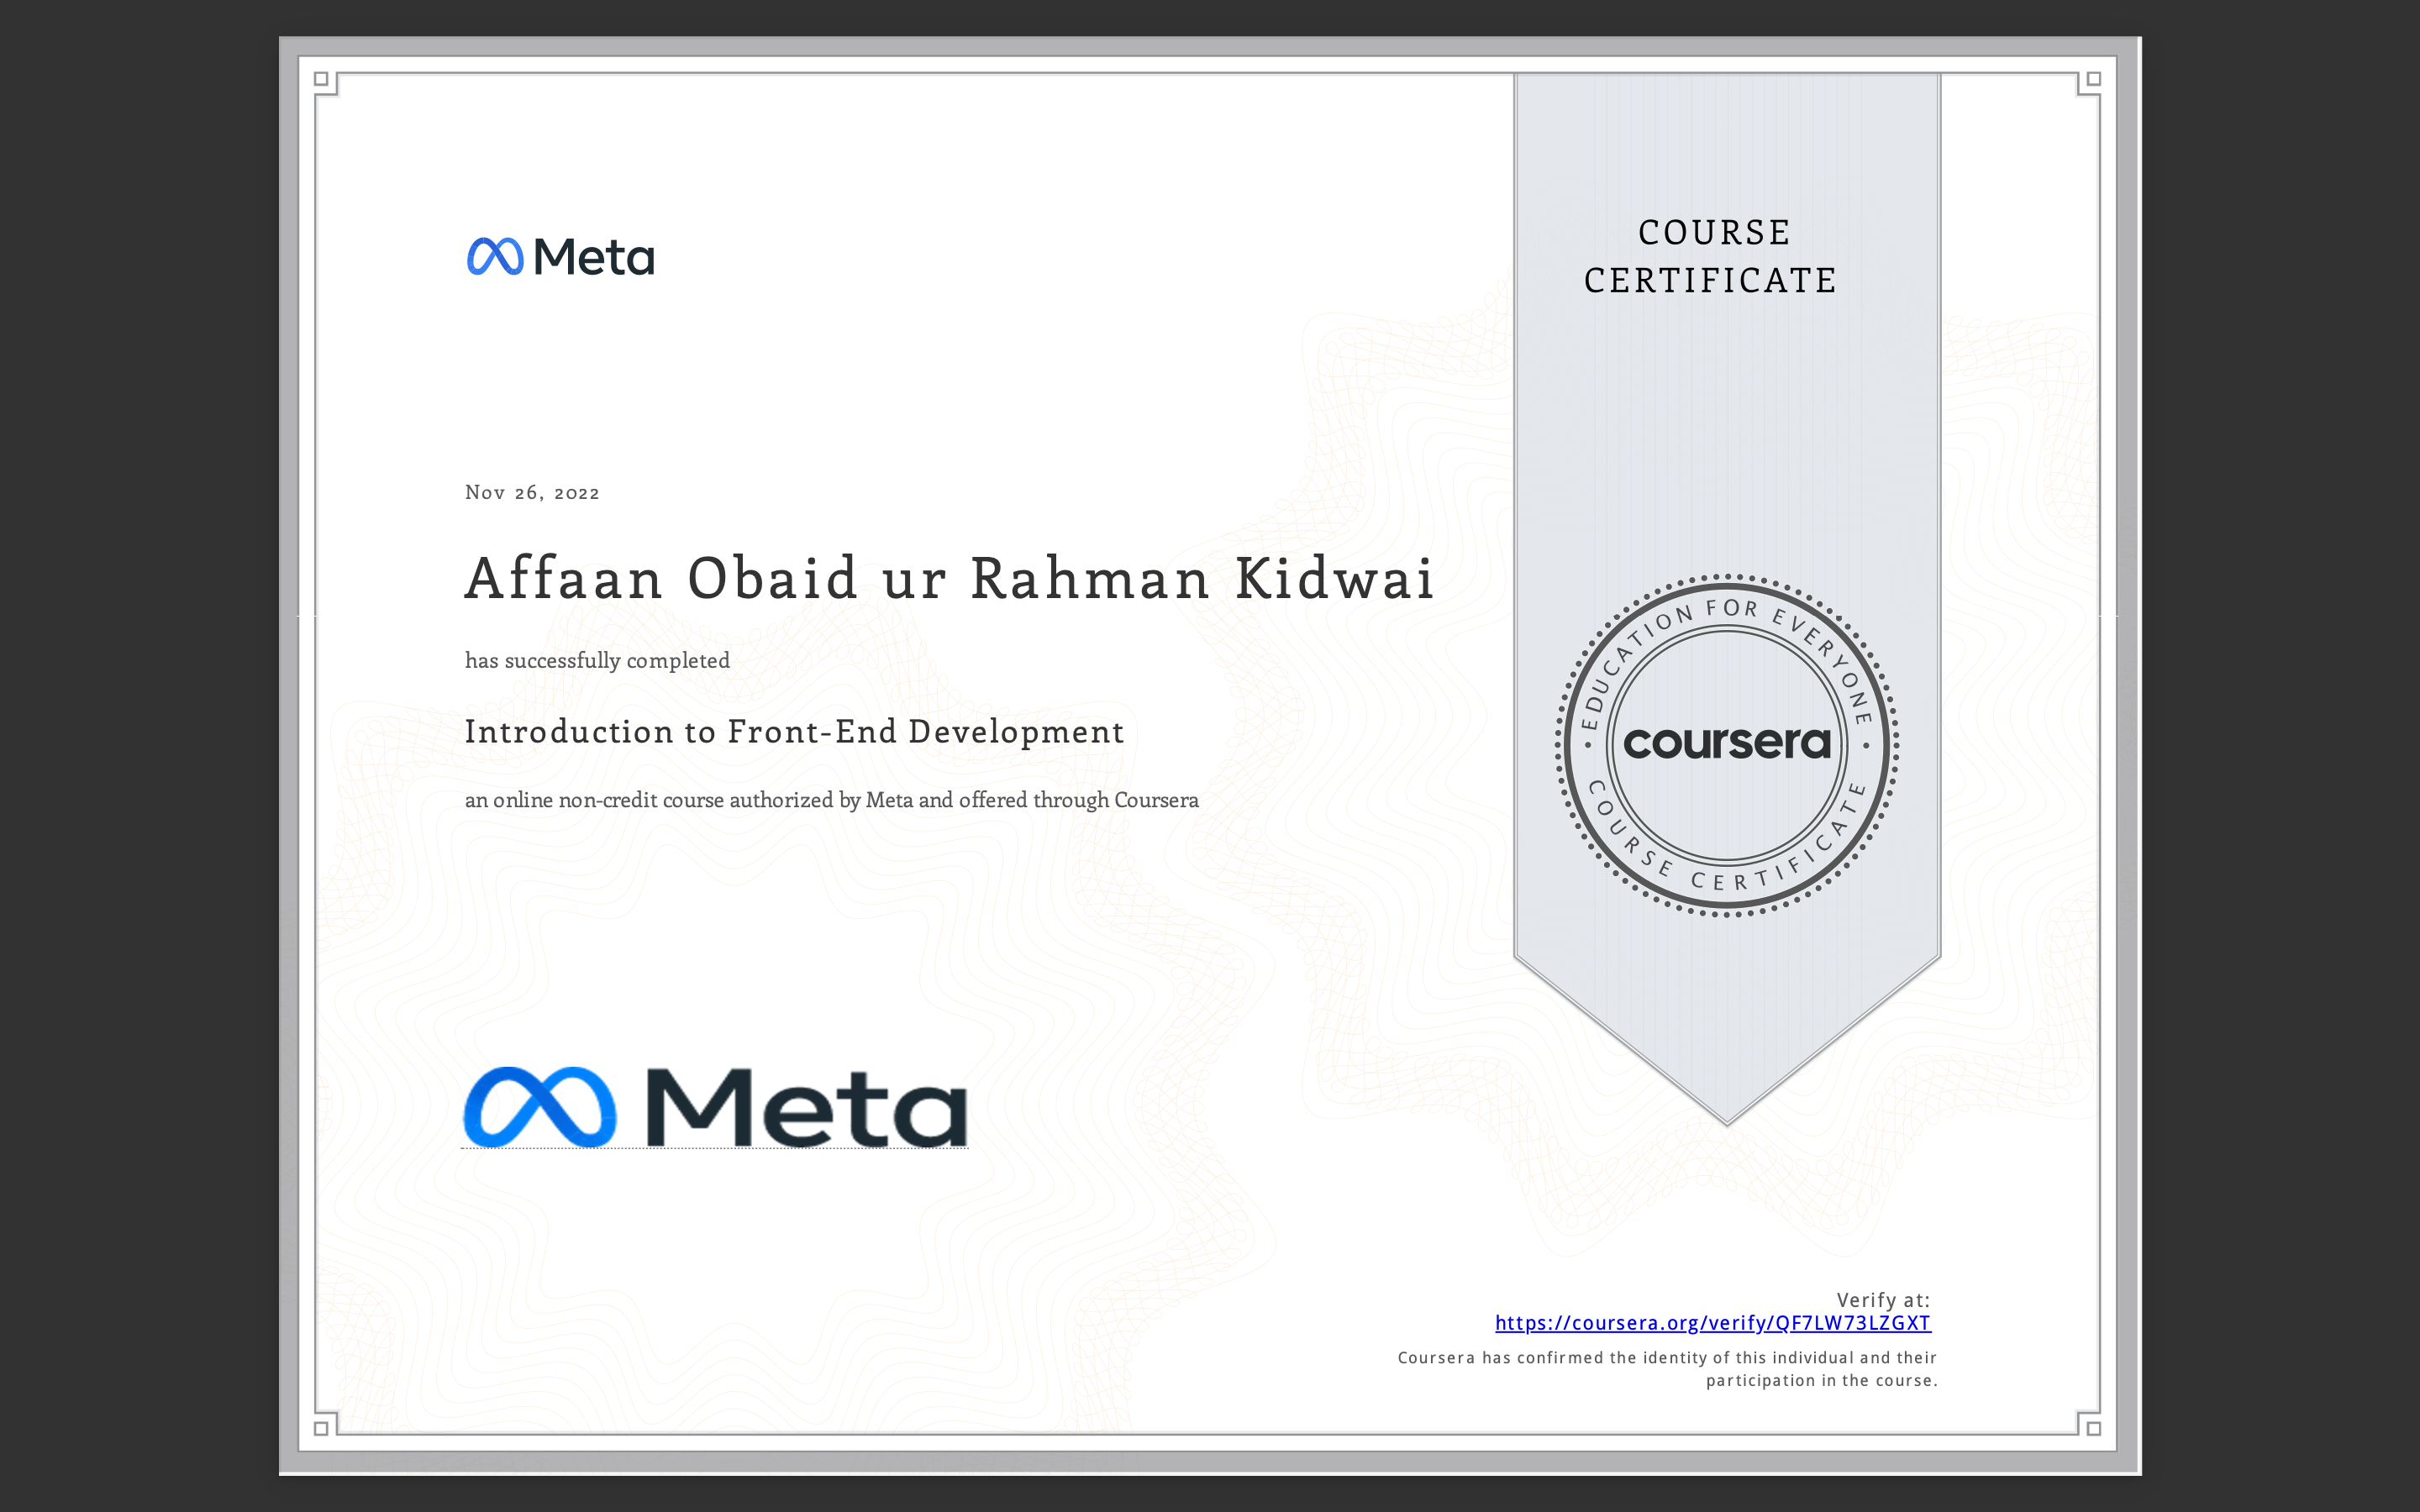 Meta
COURSE
CERTIFICATE
Nov 26, 2022
Affaan Obaid ur Rahman Kidwai
has successfully completed
Introduction to Front-End Development
an online non-credit course authorized by Meta and offered through Coursera
EDUCATION FOR EVERYONE
coursera
COURSE CERTIFICATE
Meta
Verify at:
https://coursera.org/verify/QF7LW73LZGXT
Coursera has confirmed the identity of this individual and their
participation in the course.